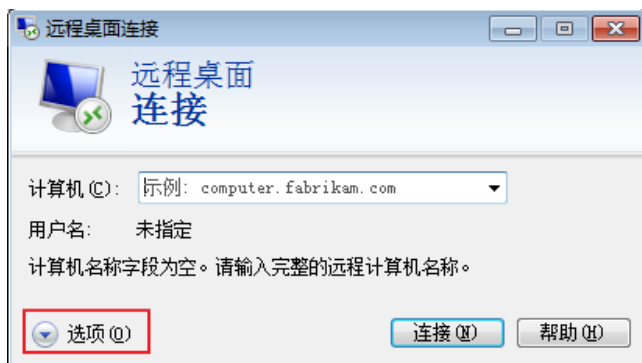 远程桌面连接
远程桌面
连接
计算机(C): 示例: computer.fabrikam.com
用户名: 未指定
计算机名称字段为空。请输入完整的远程计算机名称。
选项(O) 连接(N) 帮助(H)